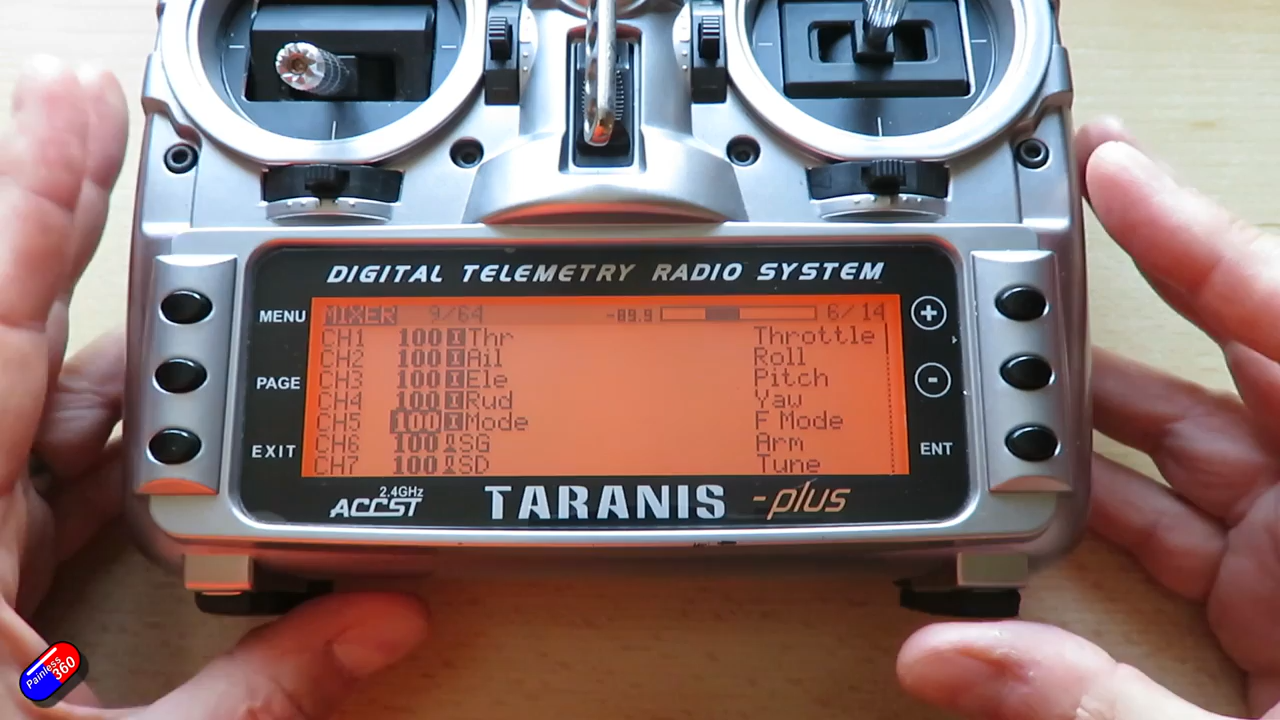 DIGITAL TELEMETRY RADIO SYSTEM
MENU
PAGE
EXIT
MIXER 9/64 -89.9 6/14
CH1 100 I Thr Throttle
CH2 100 I Ail Roll
CH3 100 I Ele Pitch
CH4 100 I Rud Yaw
CH5 100 I Mode F Mode
CH6 100 SG Arm
CH7 100 SD Tune
+
-
ENT
2.4GHz
ACCST
TARANIS -plus
Painless
360